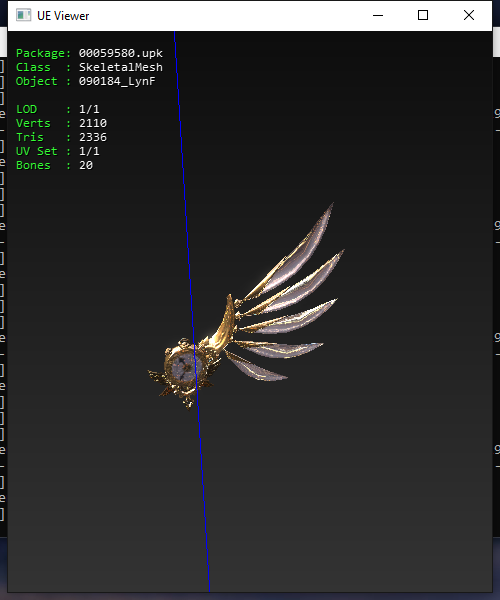 UE Viewer
Package: 00059580.upk
Class  : SkeletalMesh
Object : 090184_LynF
LOD    : 1/1
Verts  : 2110
Tris   : 2336
UV Set : 1/1
Bones  : 20